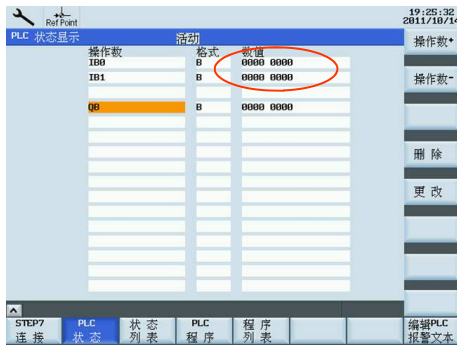 Ref Point
19:25:32
2011/10/14
PLC 状态显示
活动
操作数 格式 数值
IB0 B 0000 0000
IB1 B 0000 0000
QB B 0000 0000
操作数+
操作数-
删 除
更 改
STEP7 连 接
PLC 状 态
状 态 列 表
PLC 程 序
程 序 列 表
编辑PLC 报警文本